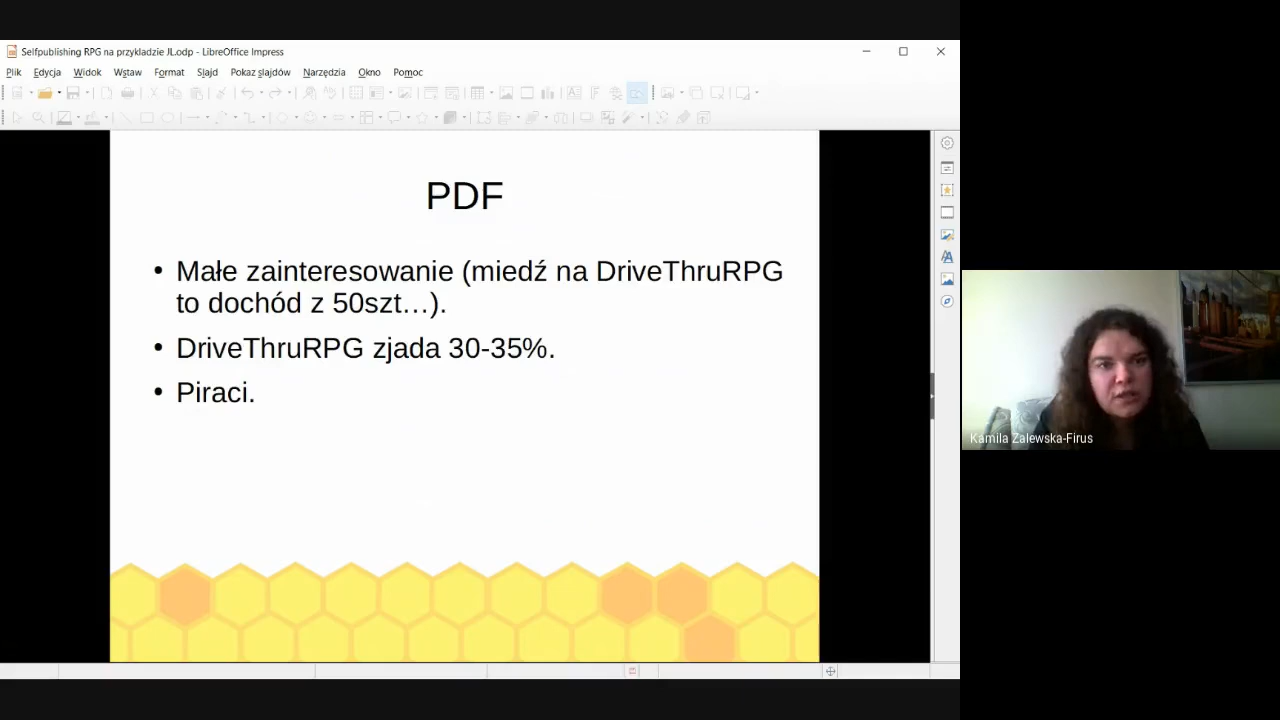 Selfpublishing RPG na przykladzie JL.odp - LibreOffice Impress
Plik Edycja Widok Wstaw Format Slajd Pokaz slajdów Narzędzia Okno Pomoc
PDF
• Małe zainteresowanie (miedź na DriveThruRPG
to dochód z 50szt…).
• DriveThruRPG zjada 30-35%.
• Piraci.
Kamila Zalewska-Firus